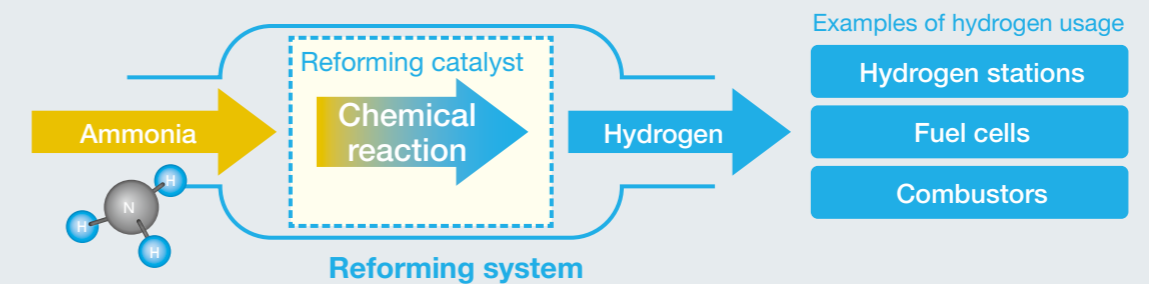 Examples of hydrogen usage
Reforming catalyst
Ammonia
Chemical
reaction
Hydrogen
Hydrogen stations
Fuel cells
Combustors
H
N
H
H
Reforming system